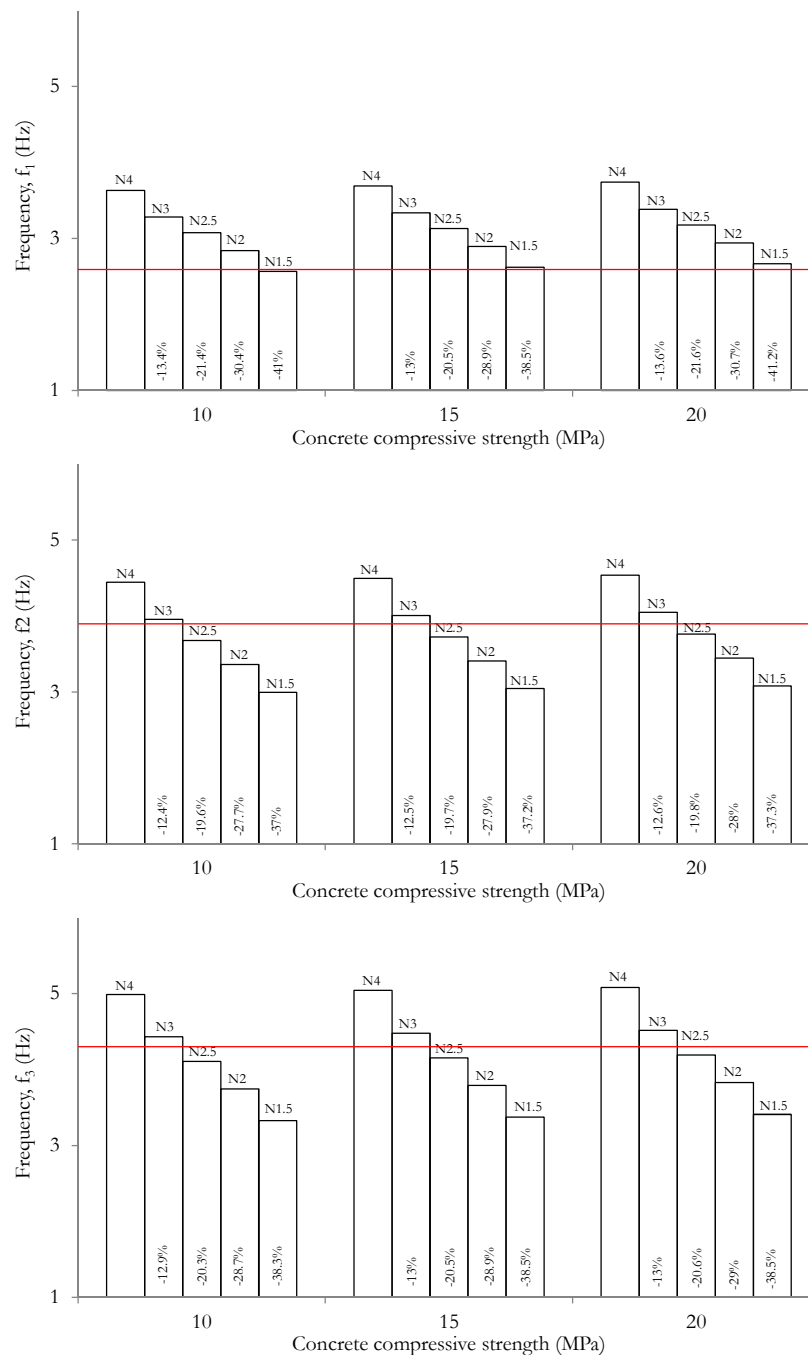 Frequency, f1 (Hz)
5
3
1
N4
N3
N2.5
N2
N1.5
N4
N3
N2.5
N2
N1.5
N4
N3
N2.5
N2
N1.5
-13.4%
-21.4%
-30.4%
-41%
-13%
-20.5%
-28.9%
-38.5%
-13.6%
-21.6%
-30.7%
-41.2%
10
15
20
Concrete compressive strength (MPa)
Frequency, f2 (Hz)
5
3
1
N4
N3
N2.5
N2
N1.5
N4
N3
N2.5
N2
N1.5
N4
N3
N2.5
N2
N1.5
-12.4%
-19.6%
-27.7%
-37%
-12.5%
-19.7%
-27.9%
-37.2%
-12.6%
-19.8%
-28%
-37.3%
10
15
20
Concrete compressive strength (MPa)
Frequency, f3 (Hz)
5
3
1
N4
N3
N2.5
N2
N1.5
N4
N3
N2.5
N2
N1.5
N4
N3
N2.5
N2
N1.5
-12.9%
-20.3%
-28.7%
-38.3%
-13%
-20.5%
-28.9%
-38.5%
-13%
-20.6%
-29%
-38.5%
10
15
20
Concrete compressive strength (MPa)